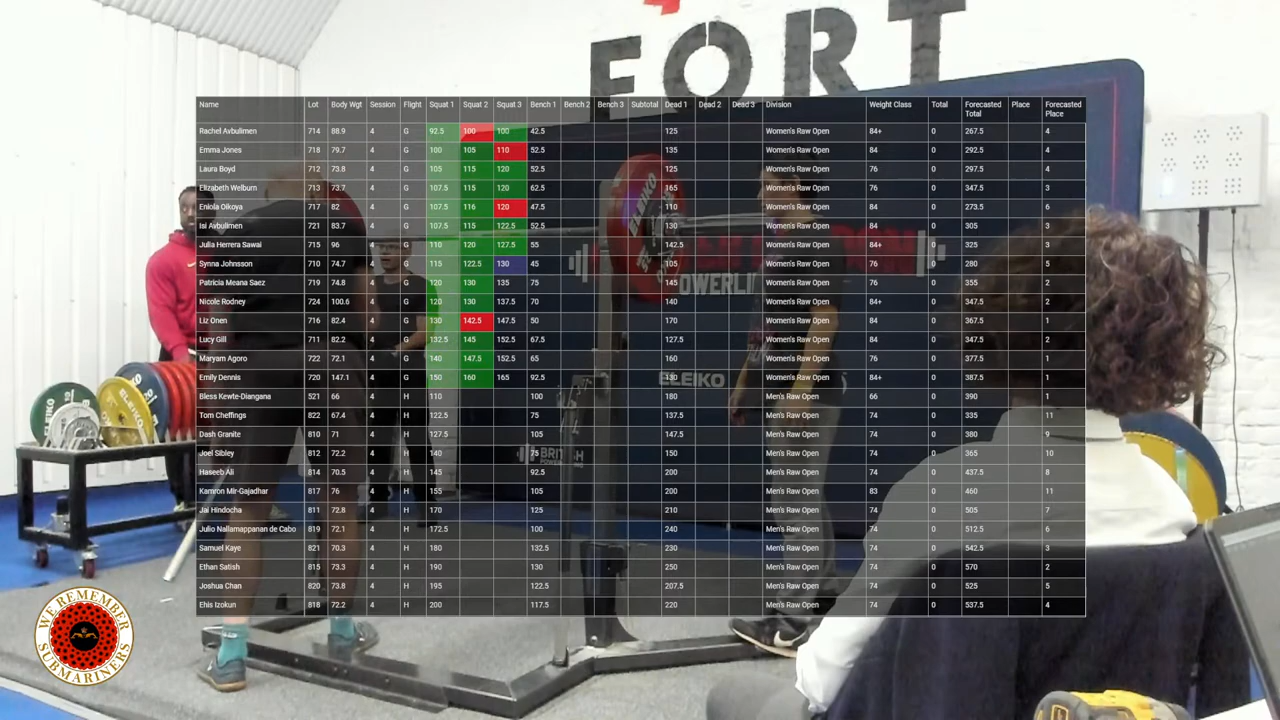 FORT
Name Lot Body Wgt Session Flight Squat 1 Squat 2 Squat 3 Bench 1 Bench 2 Bench 3 Subtotal Dead 1 Dead 2 Dead 3 Division Weight Class Total Forecasted Total Place Forecasted Place
Rachel Avbulimen 714 88.9 4 G 92.5 100 100 42.5 125 Women's Raw Open 84+ 0 267.5 4
Emma Jones 718 79.7 4 G 100 105 110 52.5 135 Women's Raw Open 84 0 292.5 4
Laura Boyd 712 73.8 4 G 105 115 120 52.5 125 Women's Raw Open 76 0 297.5 4
Elizabeth Welburn 713 73.7 4 G 107.5 115 120 62.5 165 Women's Raw Open 76 0 347.5 3
Eniola Oikoya 717 82 4 G 107.5 116 120 47.5 110 Women's Raw Open 84 0 273.5 6
Isi Avbulimen 721 83.7 4 G 107.5 115 122.5 52.5 130 Women's Raw Open 84 0 305 3
Julia Herrera Sawai 715 96 4 G 110 120 127.5 55 142.5 Women's Raw Open 84+ 0 325 3
Synna Johnsson 710 74.7 4 G 115 122.5 130 45 105 Women's Raw Open 76 0 280 5
Patricia Meana Saez 719 74.8 4 G 120 130 135 75 145 Women's Raw Open 76 0 355 2
Nicole Rodney 724 100.6 4 G 120 130 137.5 70 140 Women's Raw Open 84+ 0 347.5 2
Liz Onen 716 82.4 4 G 130 142.5 147.5 50 170 Women's Raw Open 84 0 367.5 1
Lucy Gill 711 82.2 4 G 132.5 145 152.5 67.5 127.5 Women's Raw Open 84 0 347.5 2
Maryam Agoro 722 72.1 4 G 140 147.5 152.5 65 160 Women's Raw Open 76 0 377.5 1
Emily Dennis 720 147.1 4 G 150 160 165 92.5 130 Women's Raw Open 84+ 0 387.5 1
Bless Kewte-Diangana 521 66 4 H 110 100 180 Men's Raw Open 66 0 390 1
Tom Cheffings 822 67.4 4 H 122.5 75 137.5 Men's Raw Open 74 0 335 11
Dash Granite 810 71 4 H 127.5 105 147.5 Men's Raw Open 74 0 380 9
Joel Sibley 812 72.2 4 H 140 75 150 Men's Raw Open 74 0 365 10
Haseeb Ali 814 70.5 4 H 145 92.5 200 Men's Raw Open 74 0 437.5 8
Kamron Mir-Gajadhar 817 76 4 H 155 105 200 Men's Raw Open 83 0 460 11
Jai Hindocha 811 72.8 4 H 170 125 210 Men's Raw Open 74 0 505 7
Julio Nallamappanan de Cabo 819 72.1 4 H 172.5 100 240 Men's Raw Open 74 0 512.5 6
Samuel Kaye 821 70.3 4 H 180 132.5 230 Men's Raw Open 74 0 542.5 3
Ethan Satish 815 73.3 4 H 190 130 250 Men's Raw Open 74 0 570 2
Joshua Chan 820 73.8 4 H 195 122.5 207.5 Men's Raw Open 74 0 525 5
Ehis Izokun 818 72.2 4 H 200 117.5 220 Men's Raw Open 74 0 537.5 4
ELEIKO
ELEIKO
ELEIKO
WE REMEMBER
SUBMARINERS